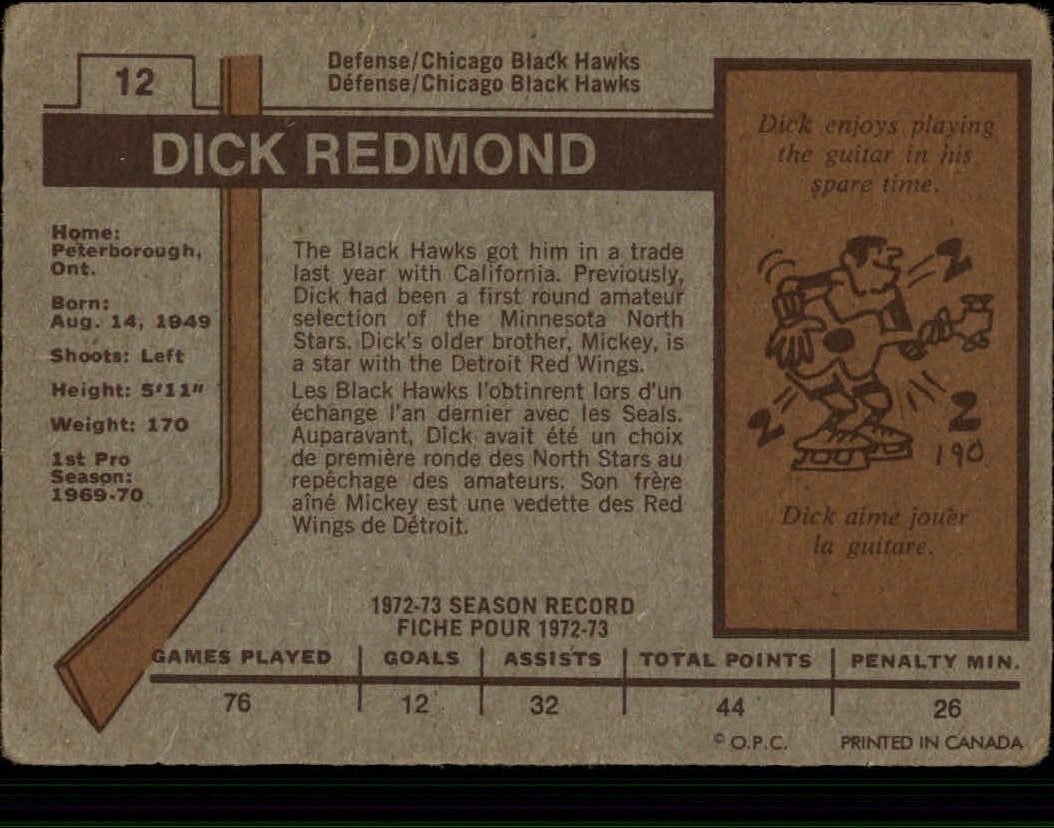 12
Defense/Chicago Black Hawks
Défense/Chicago Black Hawks
DICK REDMOND
Home:
Peterborough,
Ont.
Born:
Aug. 14, 1949
Shoots: Left
Height: 5'11"
Weight: 170
1st Pro
Season:
1969-70
The Black Hawks got him in a trade
last year with California. Previously,
Dick had been a first round amateur
selection of the Minnesota North
Stars. Dick's older brother, Mickey, is
a star with the Detroit Red Wings.
Les Black Hawks l'obtinrent lors d'un
échange l'an dernier avec les Seals.
Auparavant, Dick avait été un choix
de première ronde des North Stars au
repêchage des amateurs. Son frère
aîné Mickey est une vedette des Red
Wings de Détroit.
Dick enjoys playing
the guitar in his
spare time.
190
Dick aime jouer
la guitare.
1972-73 SEASON RECORD
FICHE POUR 1972-73
GAMES PLAYED GOALS ASSISTS TOTAL POINTS PENALTY MIN.
76 12 32 44 26
© O.P.C. PRINTED IN CANADA